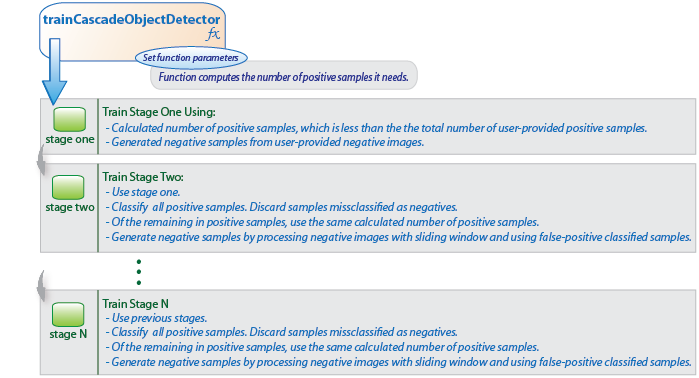 trainCascadeObjectDetector
fx
Set function parameters
Function computes the number of positive samples it needs.
stage one
Train Stage One Using:
- Calculated number of positive samples, which is less than the the total number of user-provided positive samples.
- Generated negative samples from user-provided negative images.
stage two
Train Stage Two:
- Use stage one.
- Classify all positive samples. Discard samples missclassified as negatives.
- Of the remaining in positive samples, use the same calculated number of positive samples.
- Generate negative samples by processing negative images with sliding window and using false-positive classified samples.
stage N
Train Stage N
- Use previous stages.
- Classify all positive samples. Discard samples missclassified as negatives.
- Of the remaining in positive samples, use the same calculated number of positive samples.
- Generate negative samples by processing negative images with sliding window and using false-positive classified samples.